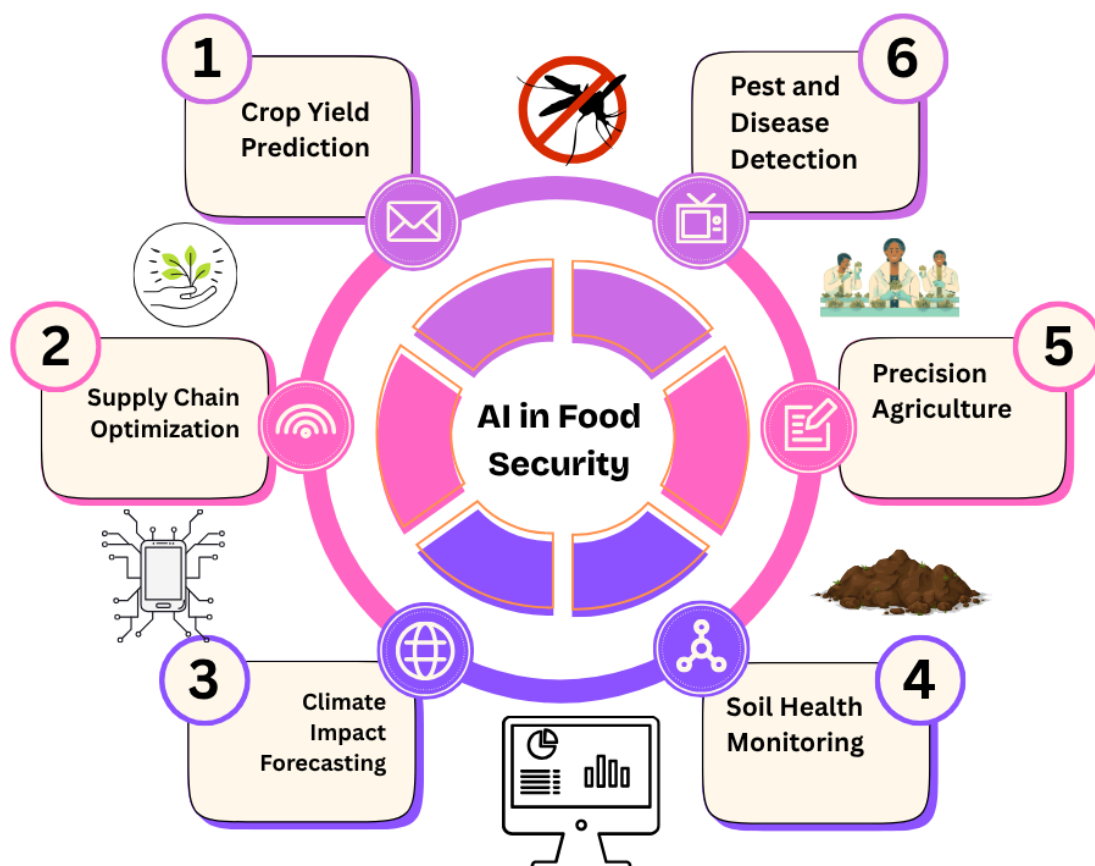 1
Crop Yield
Prediction
2
Supply Chain
Optimization
3
Climate
Impact
Forecasting
AI in Food
Security
6
Pest and
Disease
Detection
5
Precision
Agriculture
4
Soil Health
Monitoring